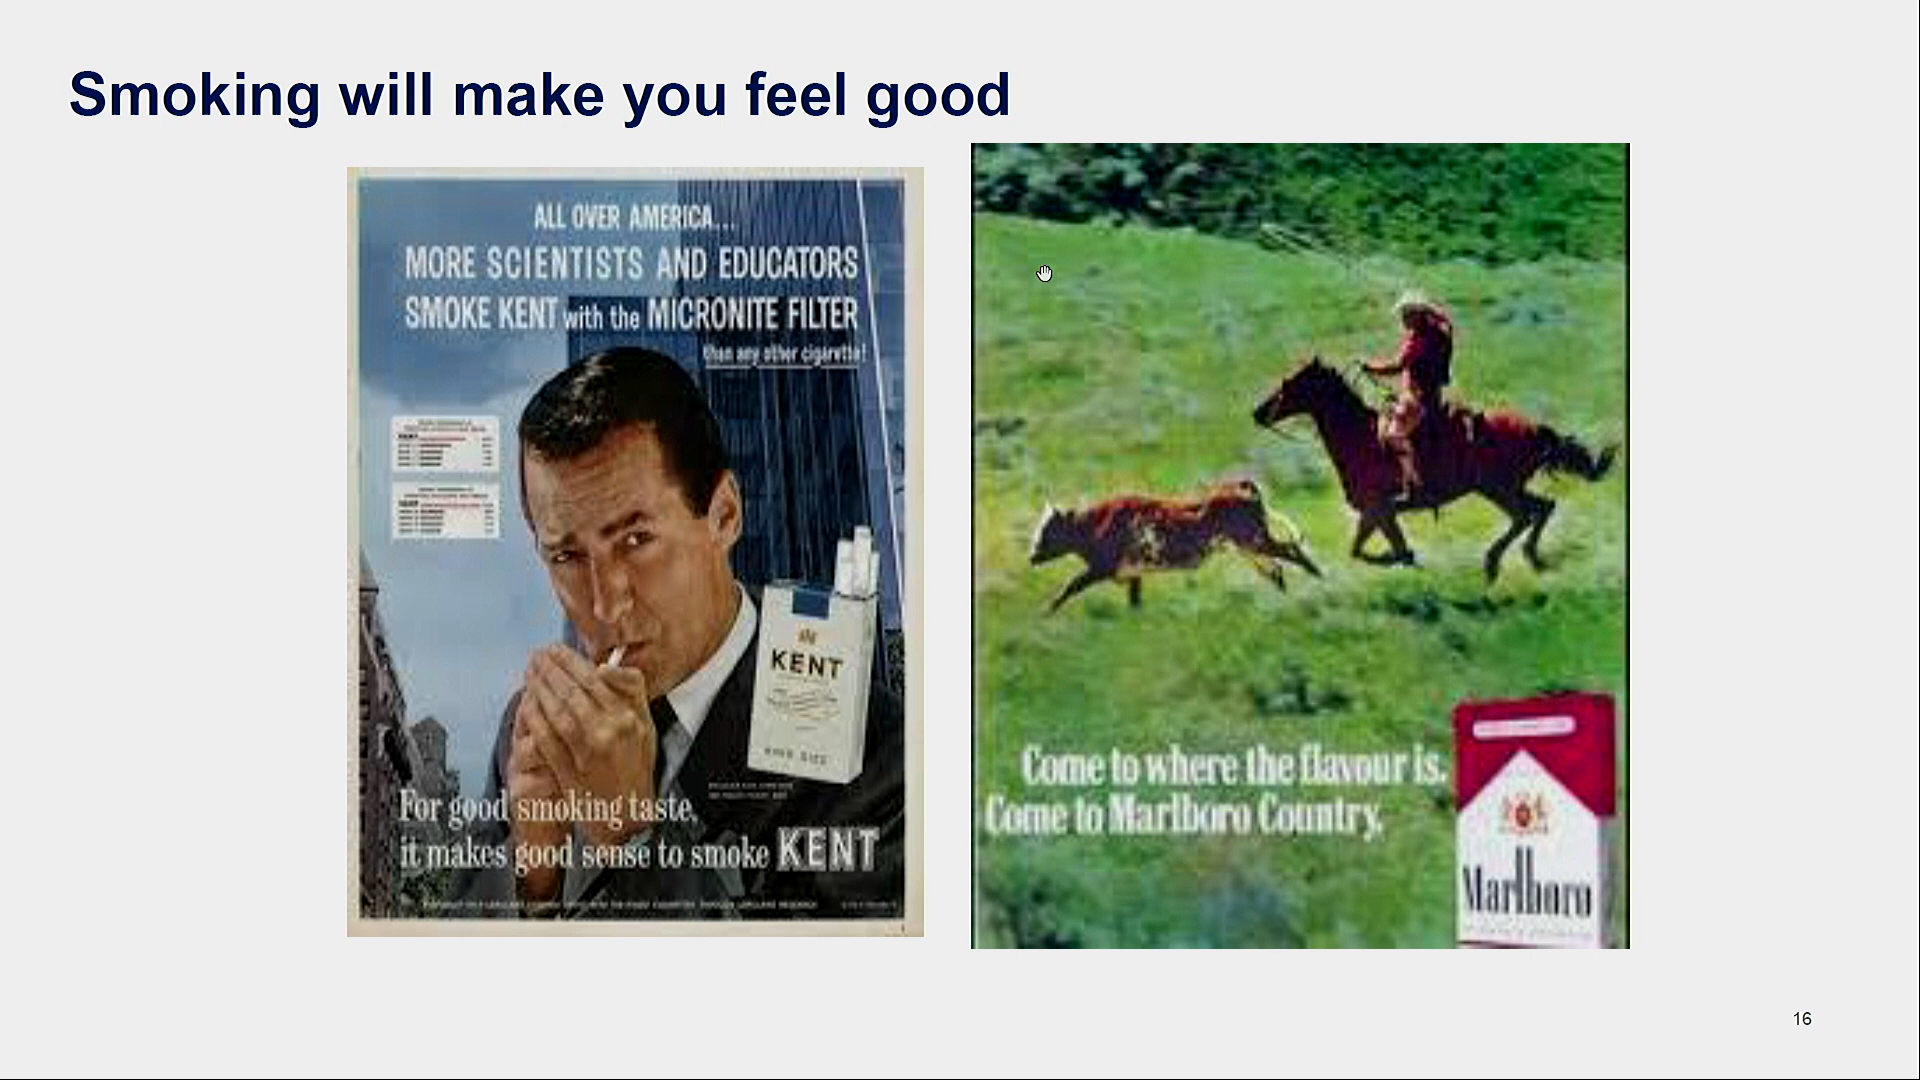 Smoking will make you feel good
ALL OVER AMERICA...
MORE SCIENTISTS AND EDUCATORS
SMOKE KENT with the MICRONITE FILTER
than any other cigarette!
KENT
KING SIZE
For good smoking taste,
it makes good sense to smoke KENT
Come to where the flavour is.
Come to Marlboro Country.
Marlboro
16